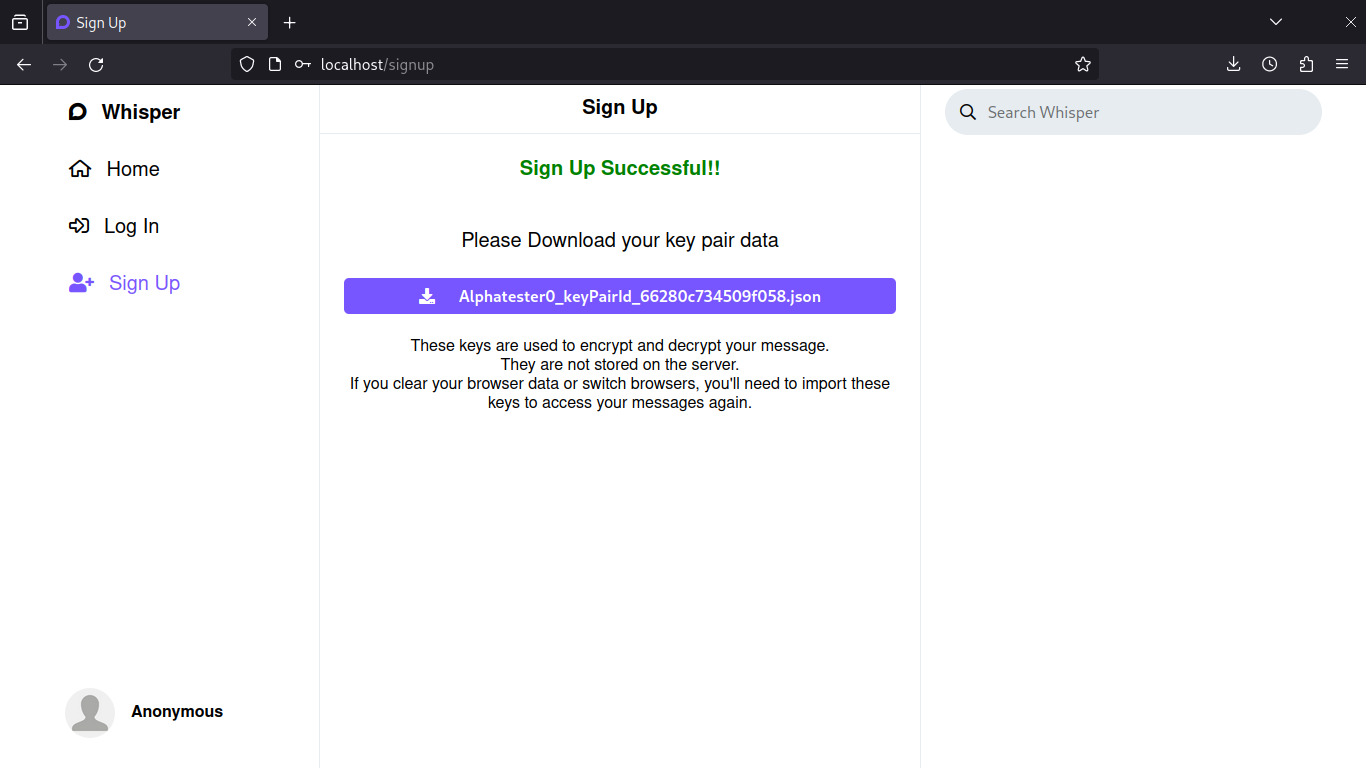 Sign Up
localhost/signup
Whisper
Home
Log In
Sign Up
Anonymous
Sign Up
Sign Up Successful!!
Please Download your key pair data
Alphatester0_keyPairId_66280c734509f058.json
These keys are used to encrypt and decrypt your message.
They are not stored on the server.
If you clear your browser data or switch browsers, you'll need to import these
keys to access your messages again.
Search Whisper